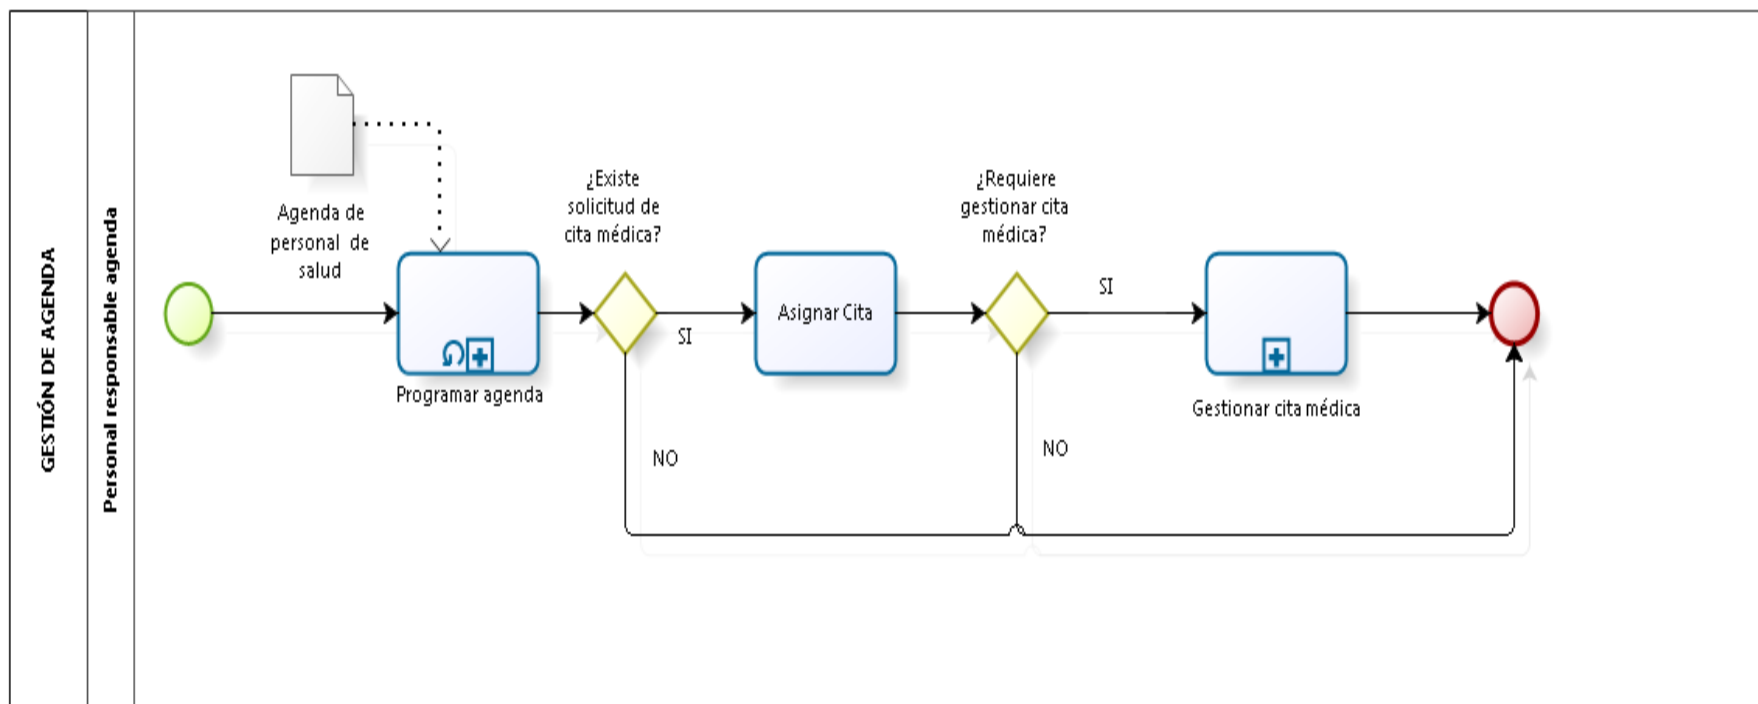 GESTIÓN DE AGENDA
Personal responsable agenda
Agenda de
personal de
salud
Programar agenda
¿Existe
solicitud de
cita médica?
SI
NO
Asignar Cita
¿Requiere
gestionar cita
médica?
SI
NO
Gestionar cita médica